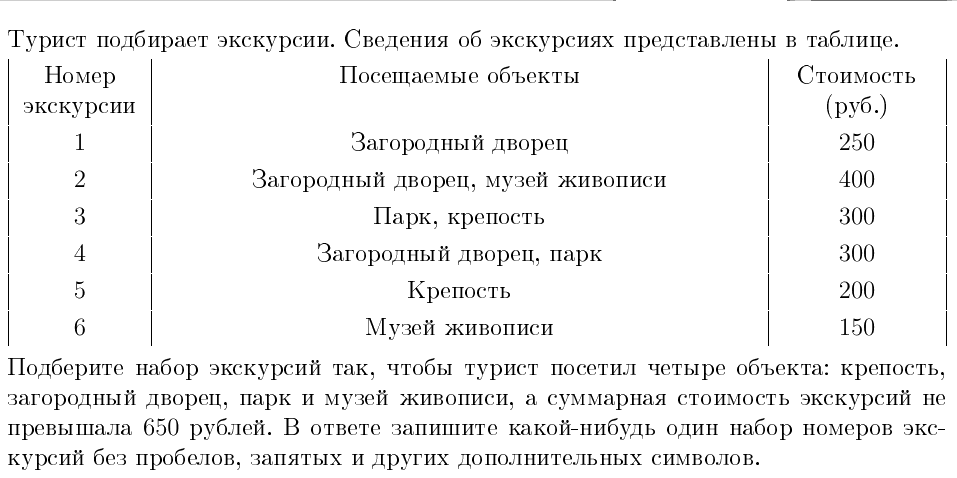 Турист подбирает экскурсии. Сведения об экскурсиях представлены в таблице.
Номер экскурсии Посещаемые объекты Стоимость (руб.)
1 Загородный дворец 250
2 Загородный дворец, музей живописи 400
3 Парк, крепость 300
4 Загородный дворец, парк 300
5 Крепость 200
6 Музей живописи 150
Подберите набор экскурсий так, чтобы турист посетил четыре объекта: крепость,
загородный дворец, парк и музей живописи, а суммарная стоимость экскурсий не
превышала 650 рублей. В ответе запишите какой-нибудь один набор номеров экс-
курсий без пробелов, запятых и других дополнительных символов.